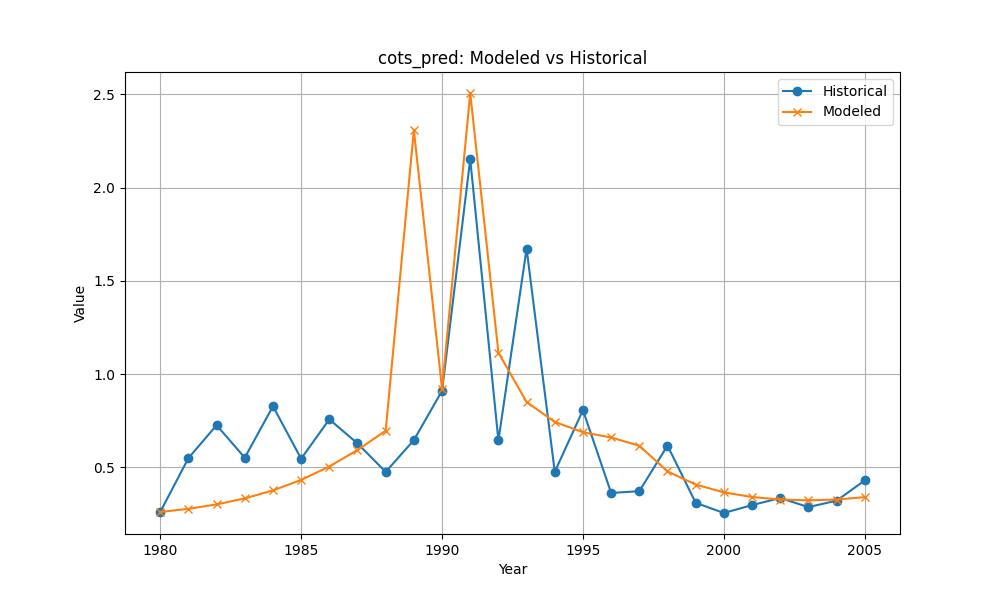 cots_pred: Modeled vs Historical
Historical
Modeled
2.5
2.0
1.5
1.0
0.5
Value
1980 1985 1990 1995 2000 2005
Year